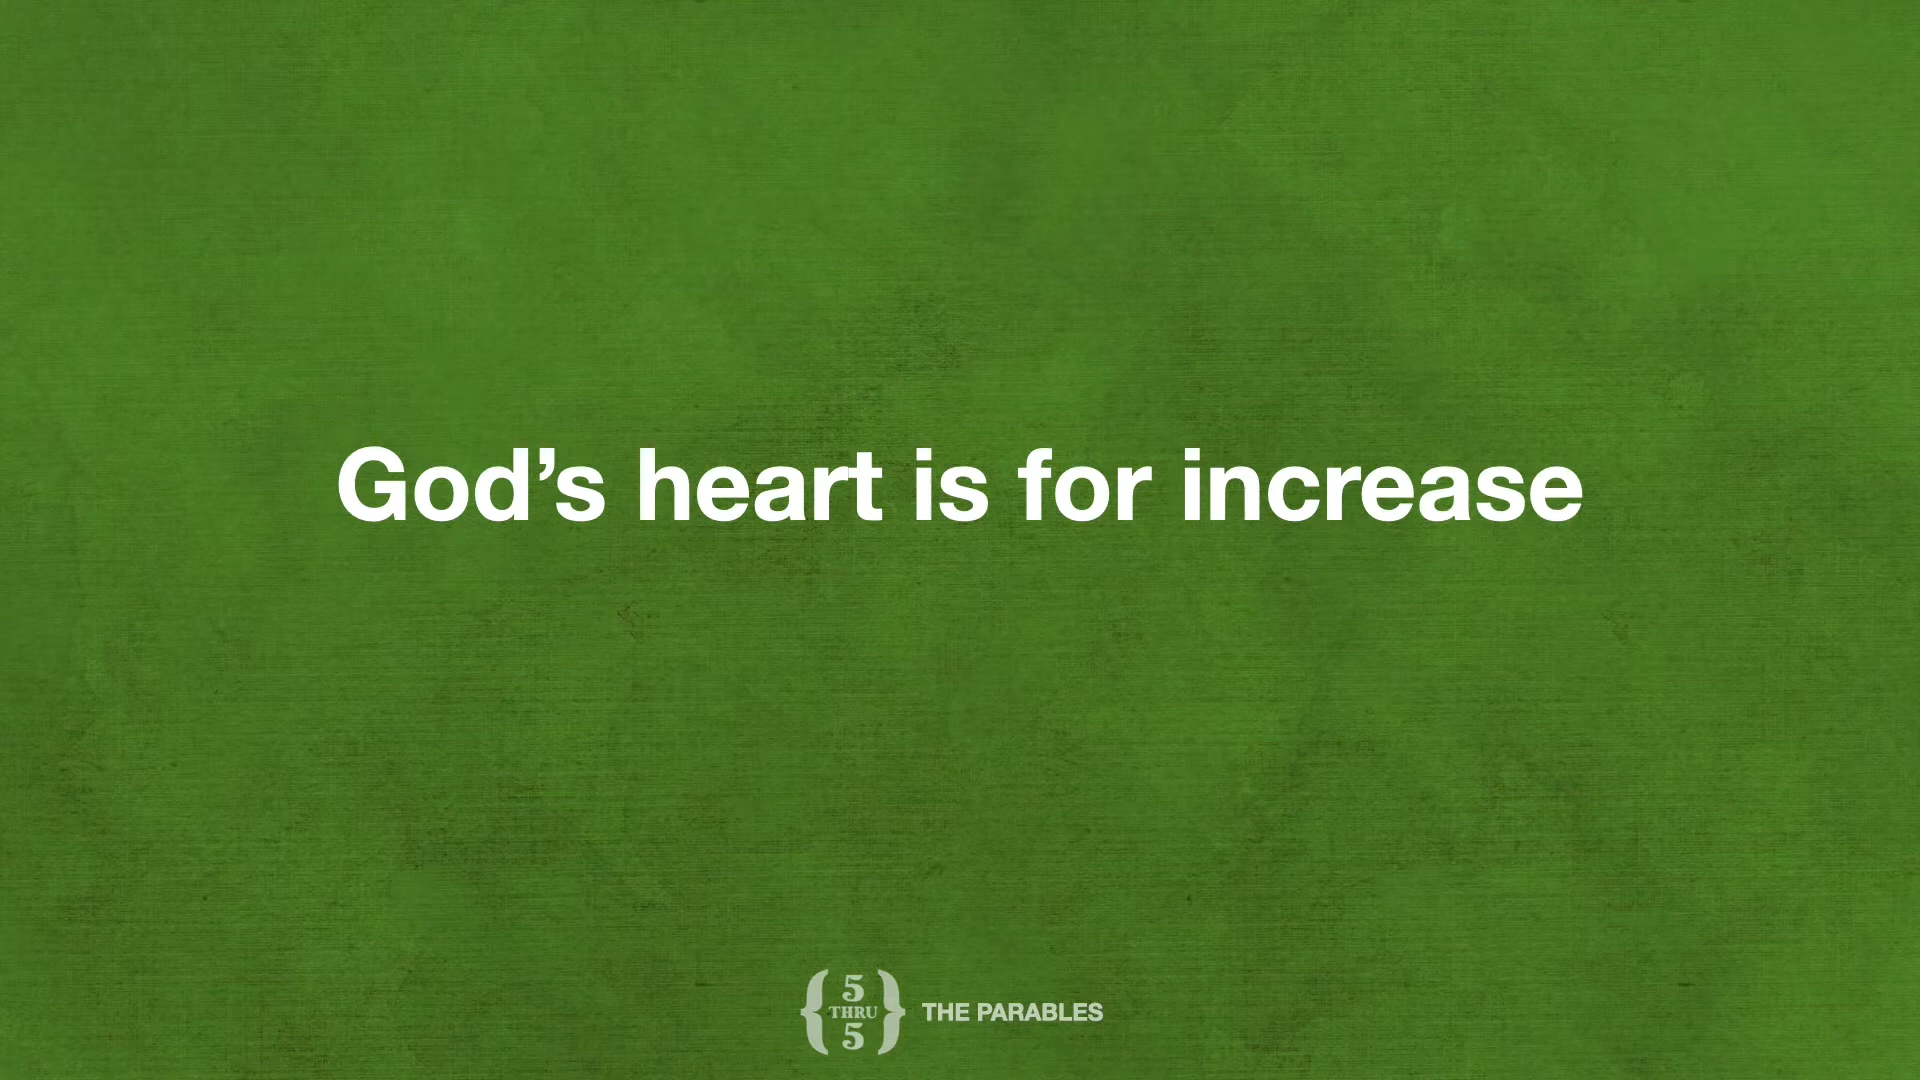 God’s heart is for increase
{ 5 THRU 5 } THE PARABLES